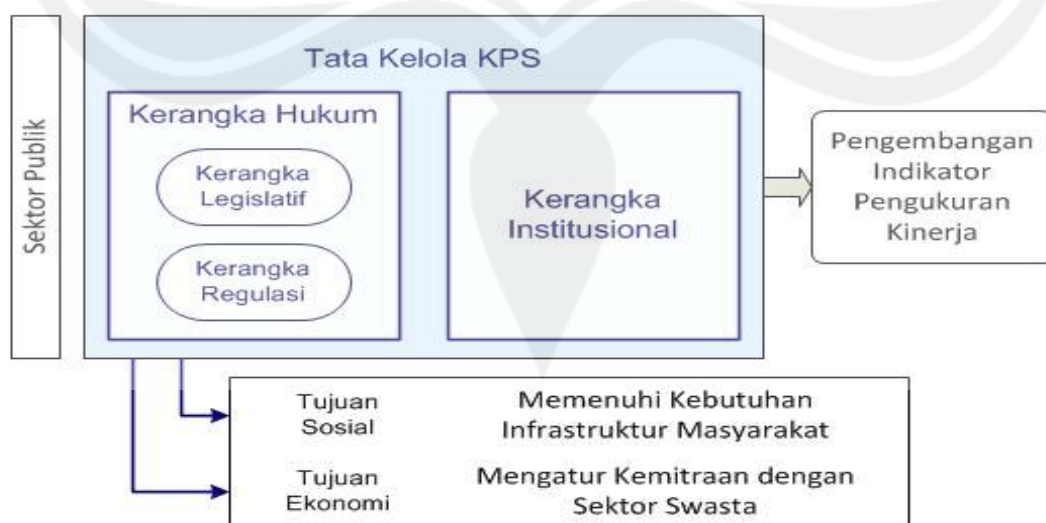 Sektor Publik
Tata Kelola KPS
Kerangka Hukum
Kerangka
Legislatif
Kerangka
Regulasi
Kerangka
Institusional
Pengembangan
Indikator
Pengukuran
Kinerja
Tujuan
Sosial
Memenuhi Kebutuhan
Infrastruktur Masyarakat
Tujuan
Ekonomi
Mengatur Kemitraan dengan
Sektor Swasta